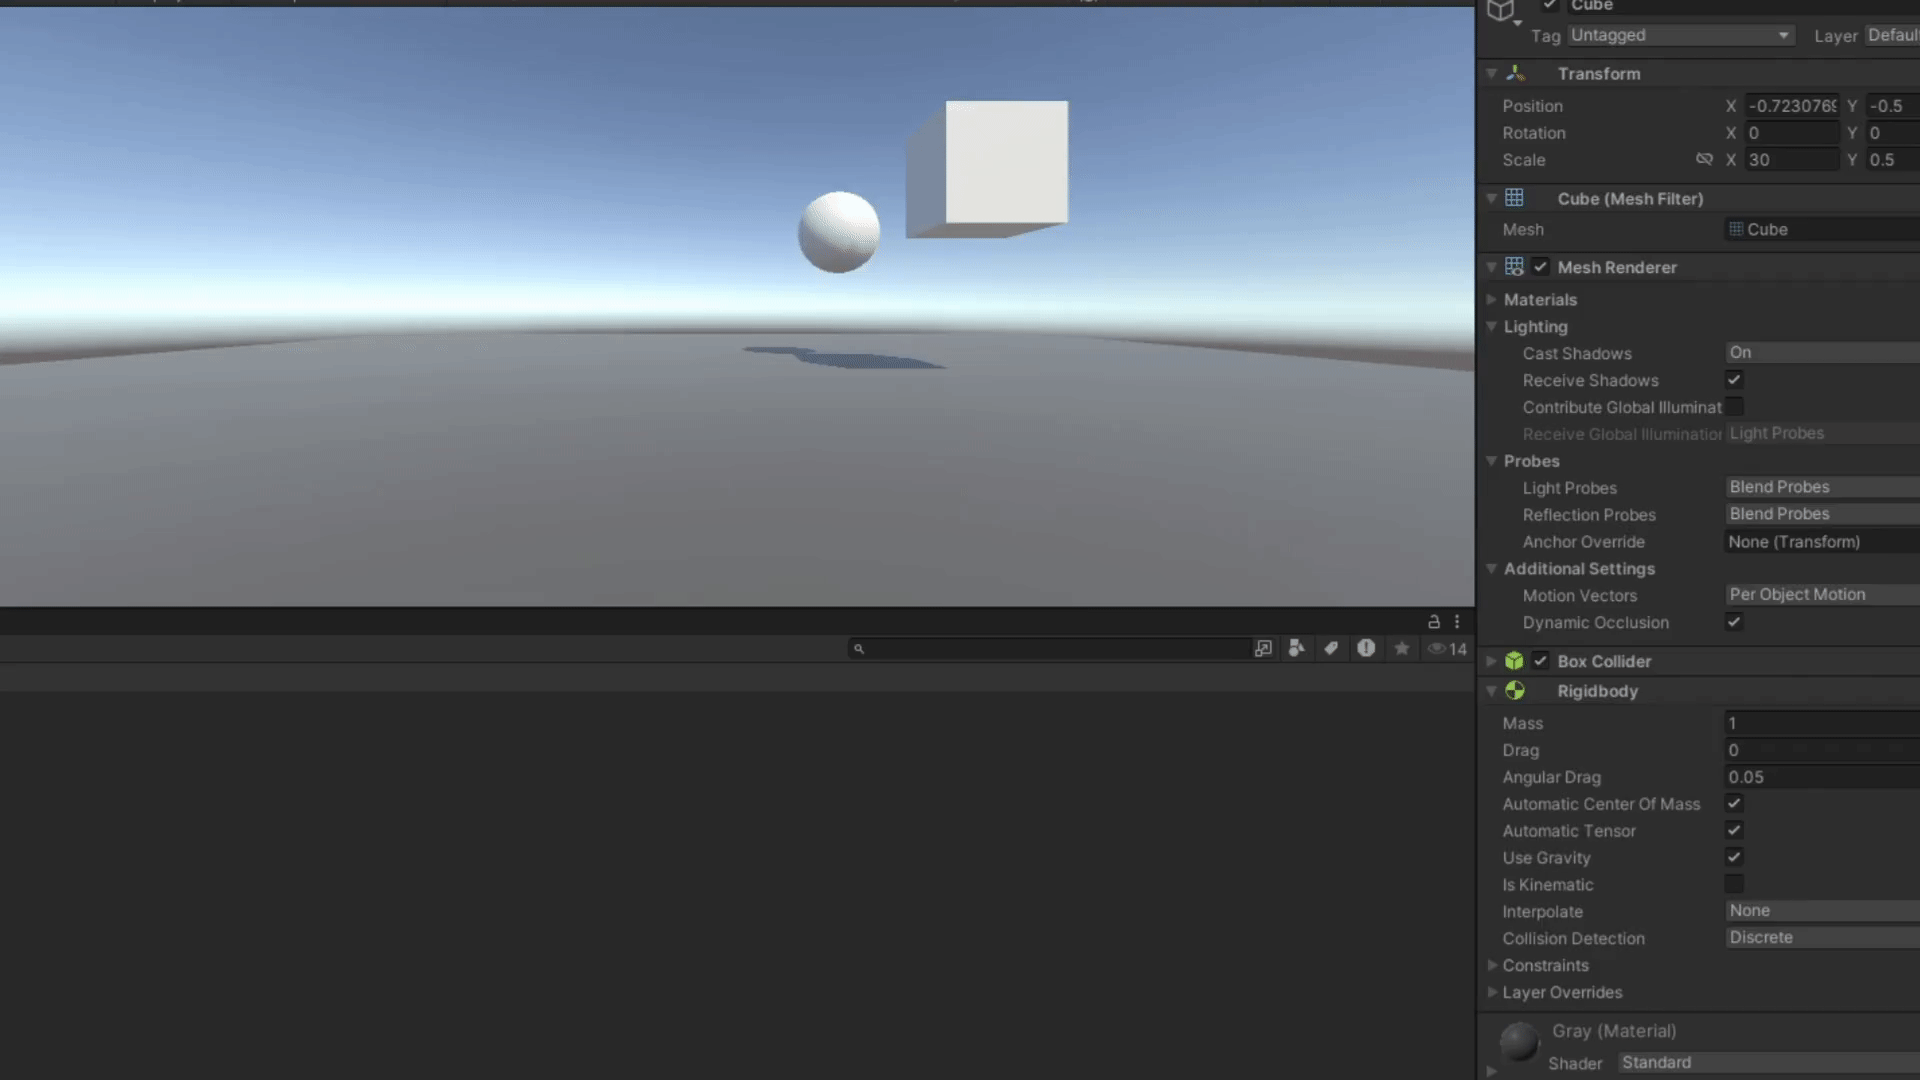 Cube
Tag Untagged Layer Defaul
Transform
Position X -0.7230769 Y -0.5
Rotation X 0 Y 0
Scale X 30 Y 0.5
Cube (Mesh Filter)
Mesh Cube
Mesh Renderer
Materials
Lighting
Cast Shadows On
Receive Shadows
Contribute Global Illuminat
Receive Global Illumination Light Probes
Probes
Light Probes Blend Probes
Reflection Probes Blend Probes
Anchor Override None (Transform)
Additional Settings
Motion Vectors Per Object Motion
Dynamic Occlusion
14
Box Collider
Rigidbody
Mass 1
Drag 0
Angular Drag 0.05
Automatic Center Of Mass
Automatic Tensor
Use Gravity
Is Kinematic
Interpolate None
Collision Detection Discrete
Constraints
Layer Overrides
Gray (Material)
Shader Standard